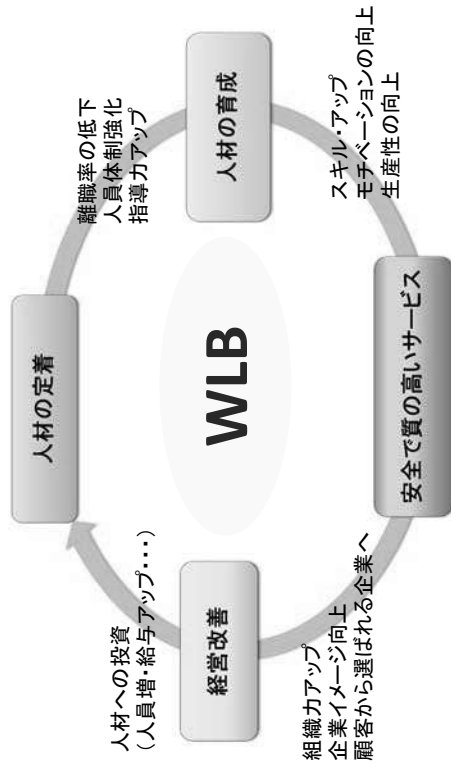 人材の定着
離職率の低下
人員体制強化
指導力アップ
人材の育成
スキル・アップ
モチベーションの向上
生産性の向上
安全で質の高いサービス
組織力アップ
企業イメージ向上
顧客から選ばれる企業へ
経営改善
人材への投資
（人員増・給与アップ・・・）
WLB